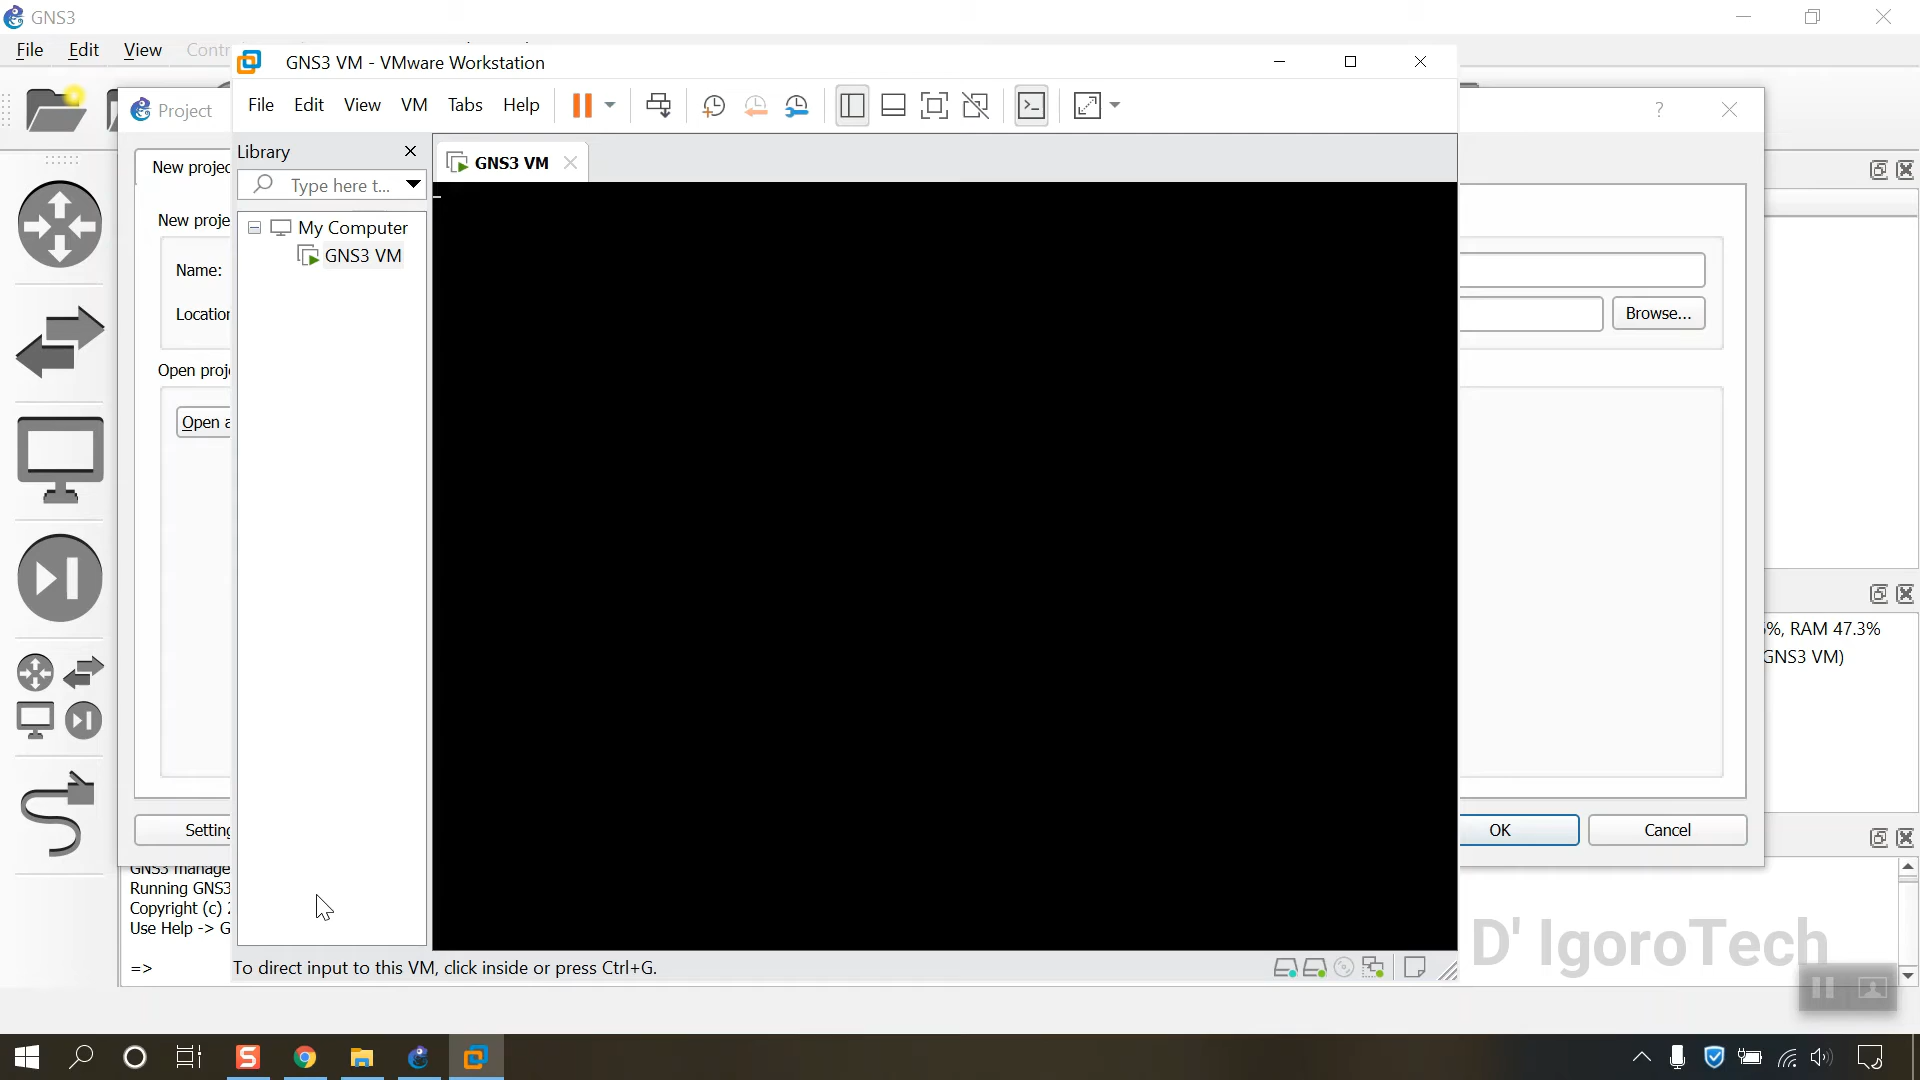 GNS3
File Edit View Contr
GNS3 VM - VMware Workstation
Project
File Edit View VM Tabs Help
?
Library
GNS3 VM
New projec
Type here t...
New proje
My Computer
GNS3 VM
Name:
Location
Browse...
Open proj
Open a
%, RAM 47.3%
GNS3 VM)
Setting
OK
Cancel
GNS3 manage
Running GNS3
Copyright (c)
Use Help -> G
=>
To direct input to this VM, click inside or press Ctrl+G.
D' IgoroTech